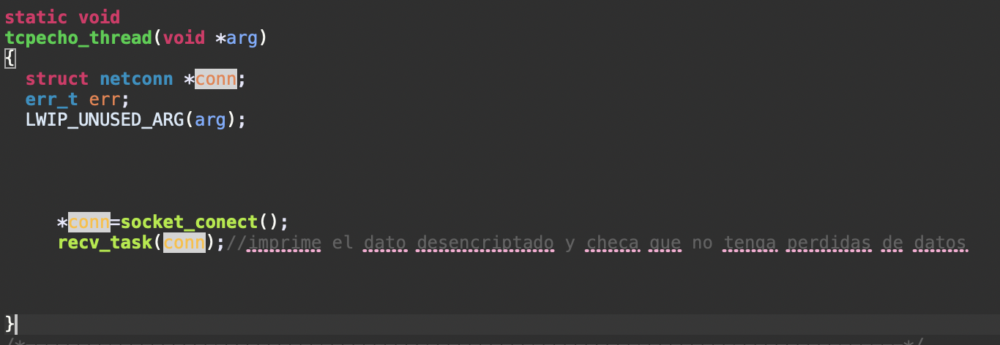 static void
tcpecho_thread(void *arg)
{
struct netconn *conn;
err_t err;
LWIP_UNUSED_ARG(arg);
*conn=socket_conect();
recv_task(conn);//imprime el dato desencriptado y checa que no tenga perdidas de datos
}